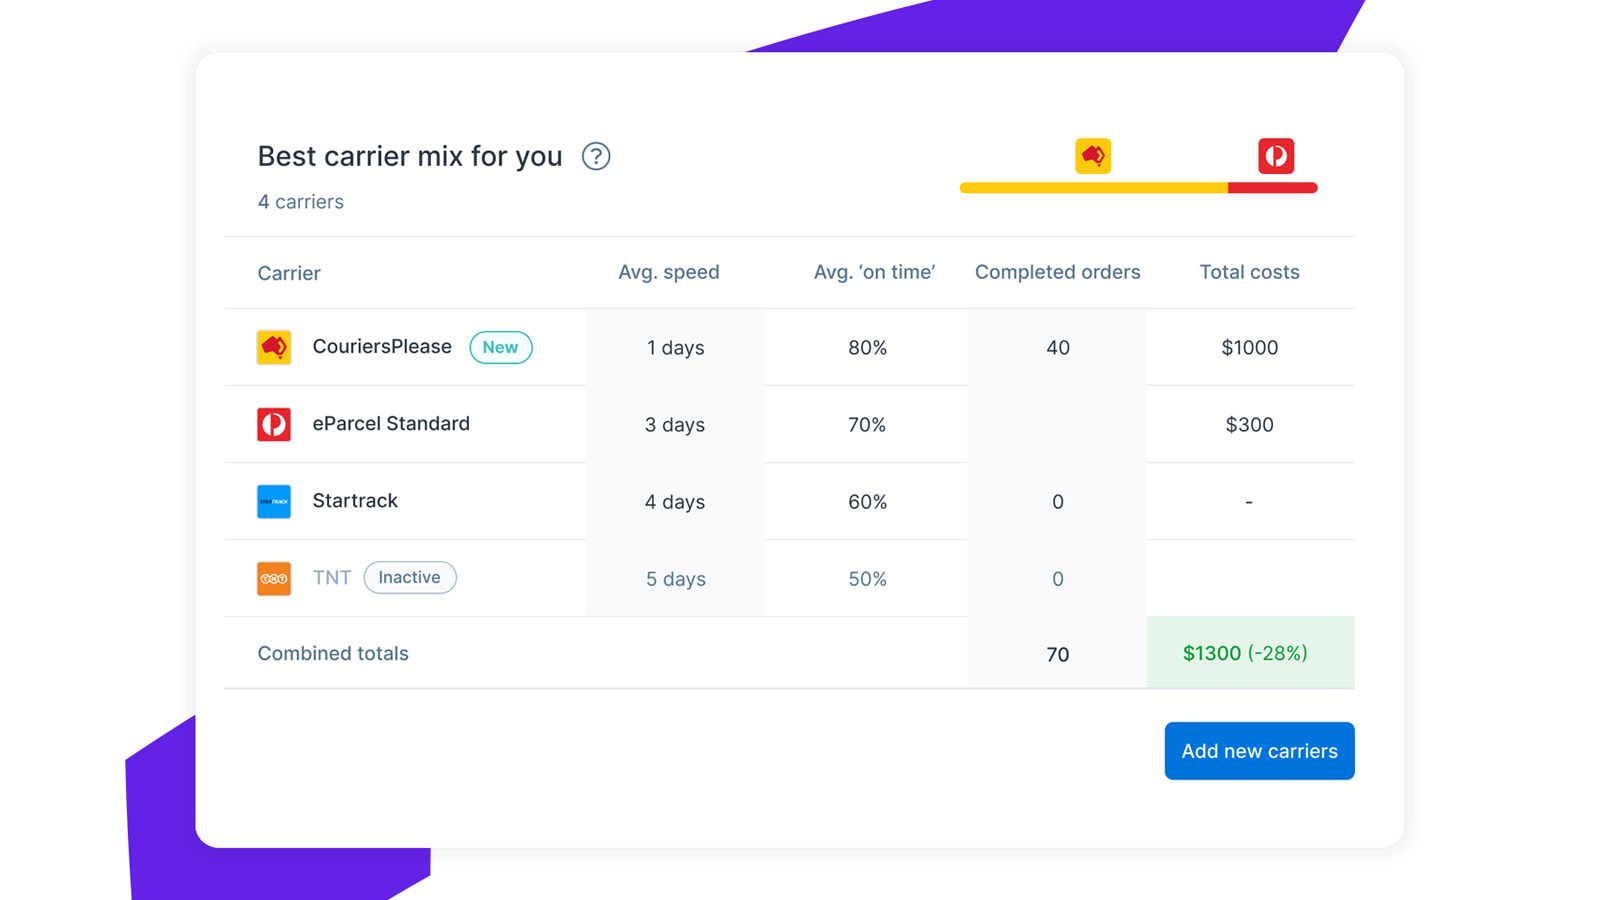 Best carrier mix for you ?
4 carriers
Carrier Avg. speed Avg. ‘on time’ Completed orders Total costs
CouriersPlease New 1 days 80% 40 $1000
eParcel Standard 3 days 70% $300
STARTRACK Startrack 4 days 60% 0 -
TNT TNT Inactive 5 days 50% 0
Combined totals 70 $1300 (-28%)
Add new carriers